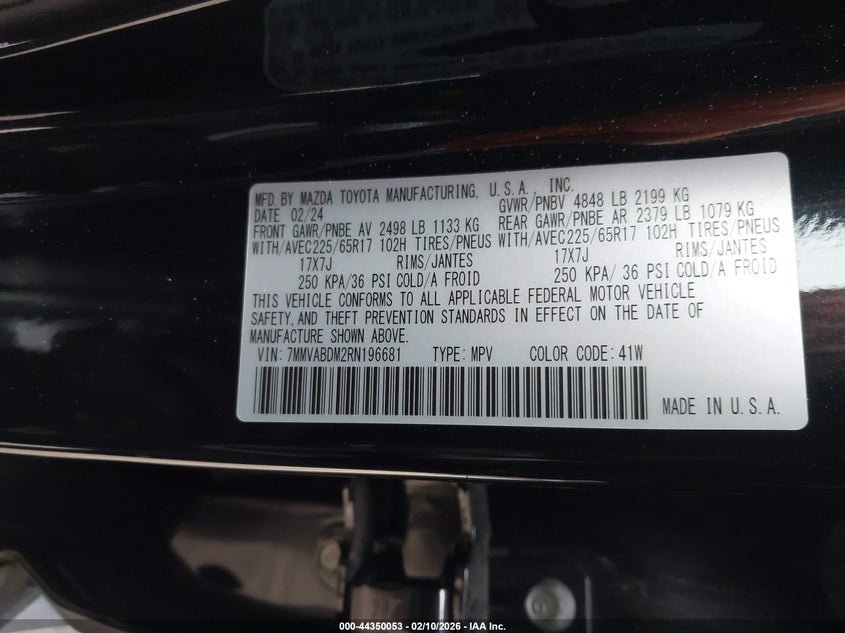 MFD. BY MAZDA TOYOTA MANUFACTURING, U.S.A., INC.
DATE 02/24 GVWR/PNBV 4848 LB 2199 KG
FRONT GAWR/PNBE AV 2498 LB 1133 KG REAR GAWR/PNBE AR 2379 LB 1079 KG
WITH/AVEC225/65R17 102H TIRES/PNEUS WITH/AVEC225/65R17 102H TIRES/PNEUS
17X7J RIMS/JANTES 17X7J RIMS/JANTES
250 KPA/36 PSI COLD/A FROID 250 KPA/ 36 PSI COLD/A FROID
THIS VEHICLE CONFORMS TO ALL APPLICABLE FEDERAL MOTOR VEHICLE
SAFETY, AND THEFT PREVENTION STANDARDS IN EFFECT ON THE DATE OF
MANUFACTURE SHOWN ABOVE.
VIN: 7MMVABDM2RN196681 TYPE: MPV COLOR CODE: 41W
MADE IN U.S.A.
000-44350053 - 02/10/2026 - IAA Inc.